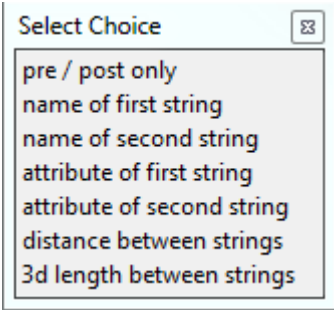 Select Choice
pre / post only
name of first string
name of second string
attribute of first string
attribute of second string
distance between strings
3d length between strings